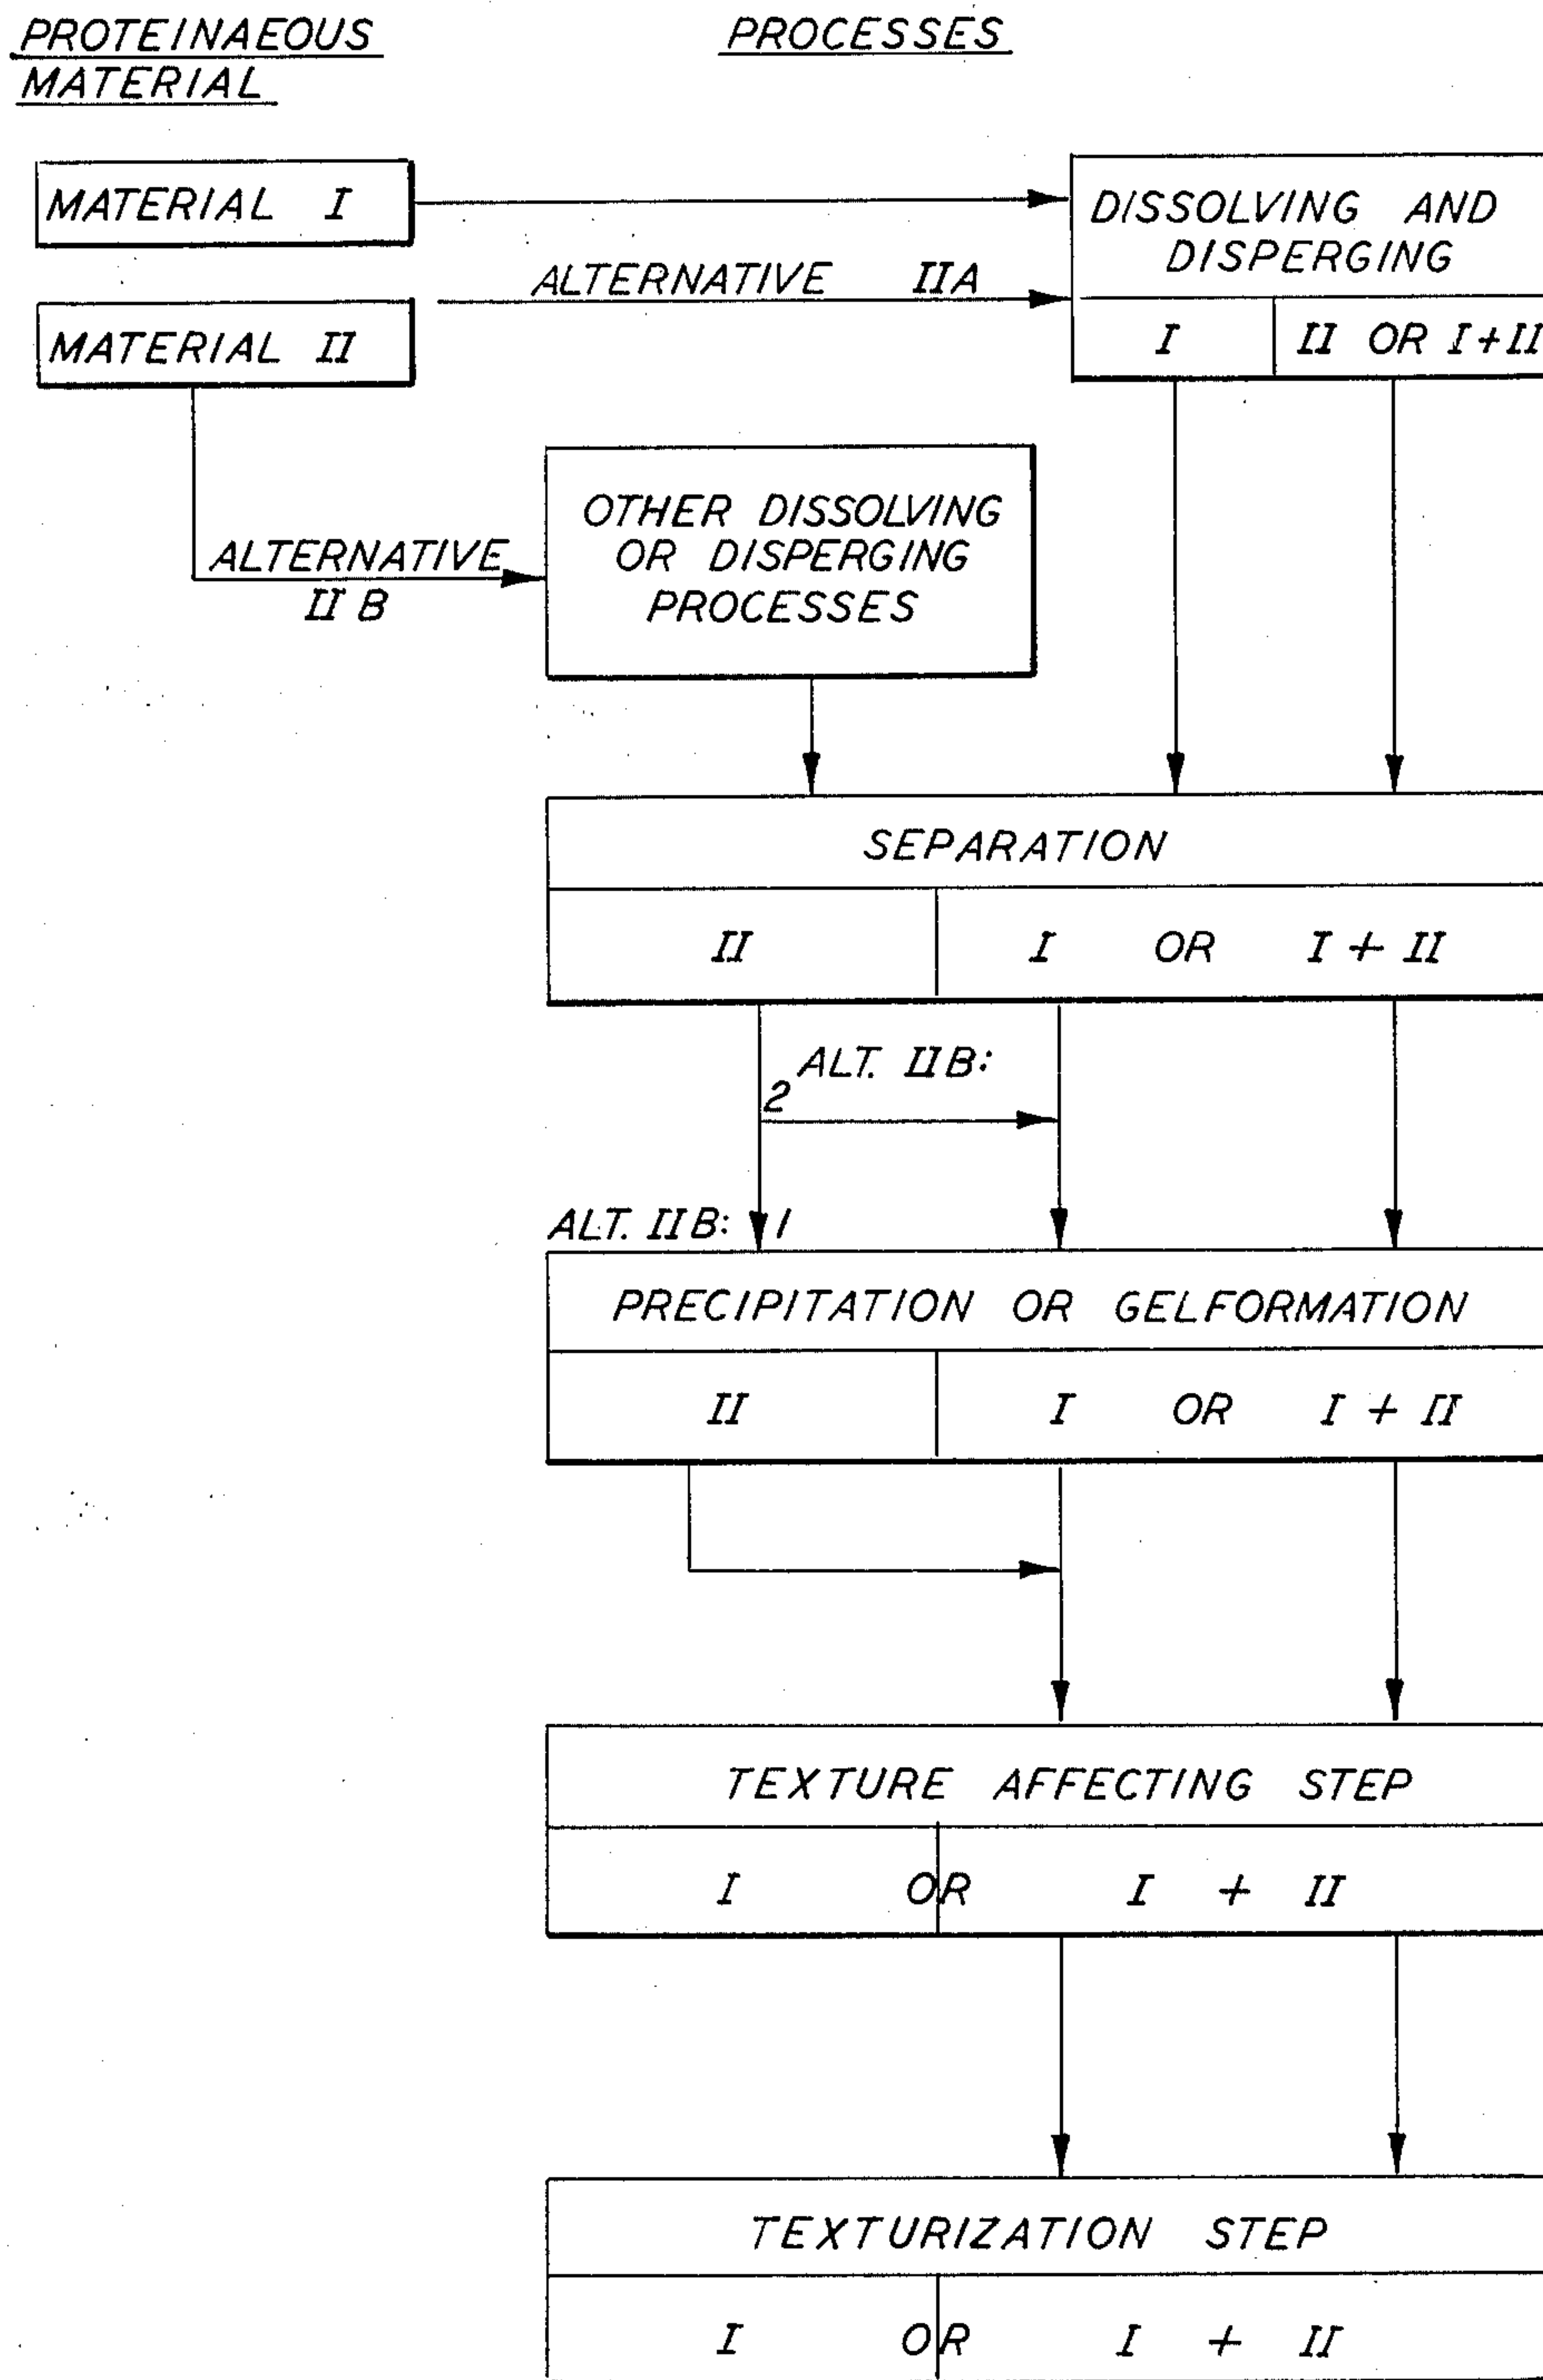 PROTEINAEOUS
MATERIAL
PROCESSES
MATERIAL I
DISSOLVING AND
DISPERGING
ALTERNATIVE IIA
MATERIAL II
I
II OR I+II
OTHER DISSOLVING
OR DISPERGING
PROCESSES
ALTERNATIVE
II B
SEPARATION
II
I OR I + II
ALT. IIB:
2
ALT. IIB: 1
PRECIPITATION OR GELFORMATION
II
I OR I + II
TEXTURE AFFECTING STEP
I OR I + II
TEXTURIZATION STEP
I OR I + II